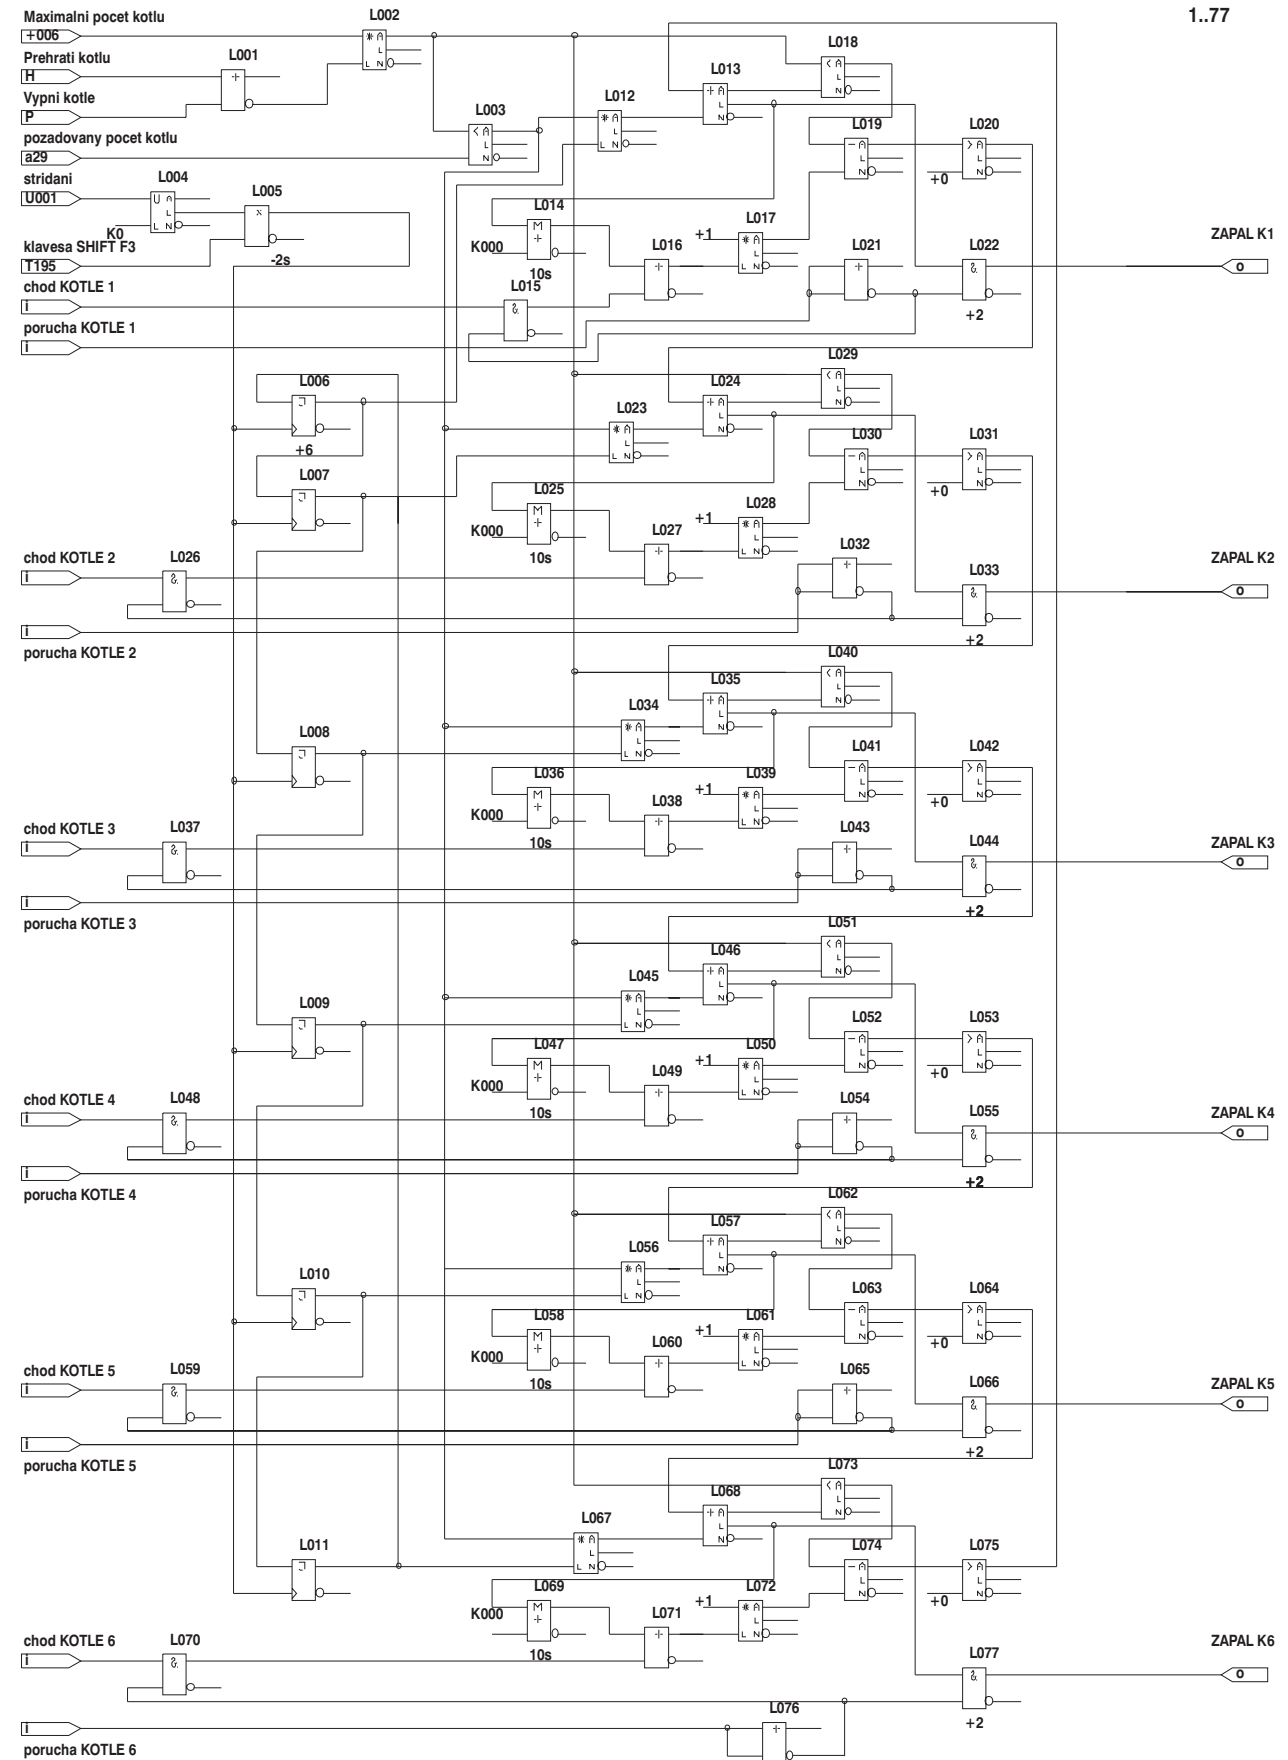 1..77
Maximalni pocet kotlu
+006
L002
* A
L
L N
Prehrati kotlu
H
L001
+
L018
< A
L
N
L013
+ A
L
N
Vypni kotle
P
L003
< A
L
N
L012
* A
L
L N
pozadovany pocet kotlu
a29
L019
− A
L
N
L020
> A
L
N
+0
stridani
U001
L004
U A
L
L N
K0
L005
L014
M
+
K000
10s
L017
+1
* A
L
L N
klavesa SHIFT F3
T195
-2s
L016
+
L021
+
L022
&
+2
ZAPAL K1
o
chod KOTLE 1
i
L015
&
porucha KOTLE 1
i
L029
< A
L
N
L006
+6
L024
+ A
L
N
L023
* A
L
L N
L030
− A
L
N
L031
> A
L
N
+0
L007
L025
M
+
K000
10s
L028
+1
* A
L
L N
L027
+
chod KOTLE 2
i
L026
&
L032
+
L033
&
+2
ZAPAL K2
o
i
porucha KOTLE 2
L040
< A
L
N
L035
+ A
L
N
L034
* A
L
L N
L008
L041
− A
L
N
L042
> A
L
N
+0
L036
M
+
K000
10s
L039
+1
* A
L
L N
L038
+
chod KOTLE 3
i
L037
&
L043
+
L044
&
+2
ZAPAL K3
o
i
porucha KOTLE 3
L051
< A
L
N
L046
+ A
L
N
L045
* A
L
L N
L009
L052
− A
L
N
L053
> A
L
N
+0
L047
M
+
K000
10s
L050
+1
* A
L
L N
L049
+
chod KOTLE 4
i
L048
&
L054
+
L055
&
+2
ZAPAL K4
o
i
porucha KOTLE 4
L062
< A
L
N
L057
+ A
L
N
L056
* A
L
L N
L010
L063
− A
L
N
L064
> A
L
N
+0
L058
M
+
K000
10s
L061
+1
* A
L
L N
L060
+
chod KOTLE 5
i
L059
&
L065
+
L066
&
+2
ZAPAL K5
o
i
porucha KOTLE 5
L073
< A
L
N
L068
+ A
L
N
L067
* A
L
L N
L011
L074
− A
L
N
L075
> A
L
N
+0
L069
M
+
K000
10s
L072
+1
* A
L
L N
L071
+
chod KOTLE 6
i
L070
&
L077
&
+2
ZAPAL K6
o
L076
+
i
porucha KOTLE 6